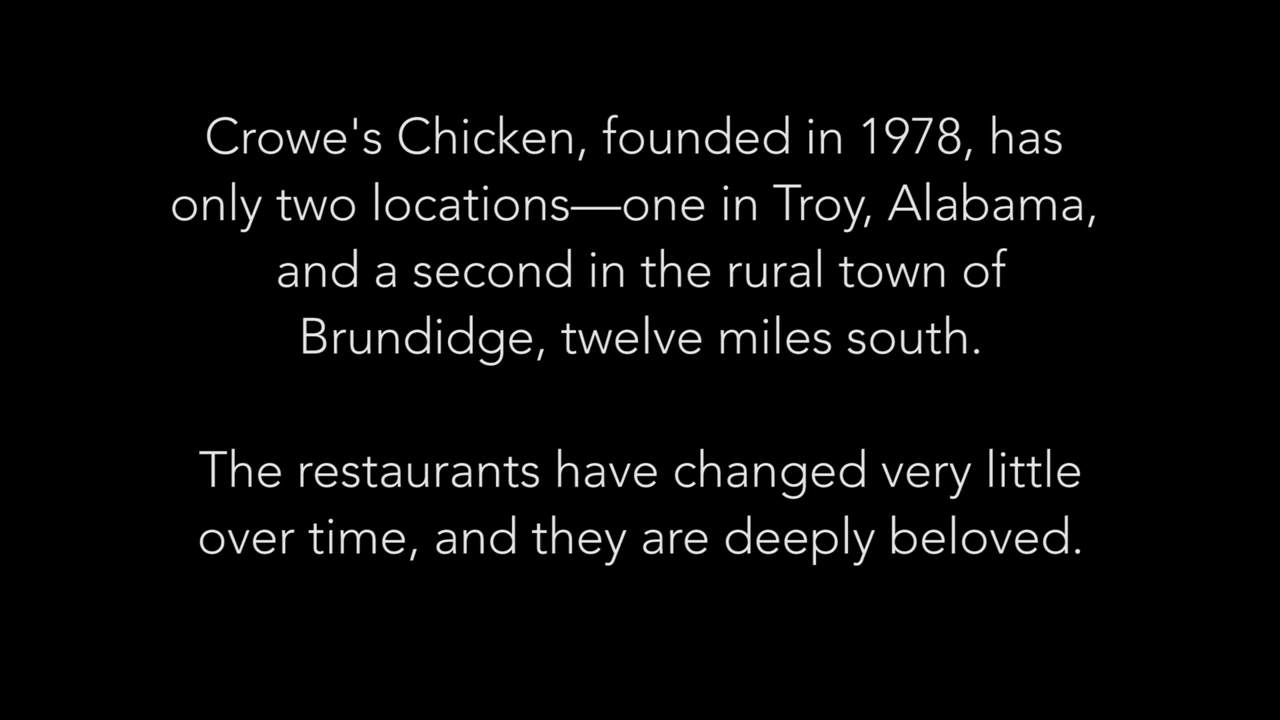 Crowe's Chicken, founded in 1978, has
only two locations—one in Troy, Alabama,
and a second in the rural town of
Brundidge, twelve miles south.
The restaurants have changed very little
over time, and they are deeply beloved.